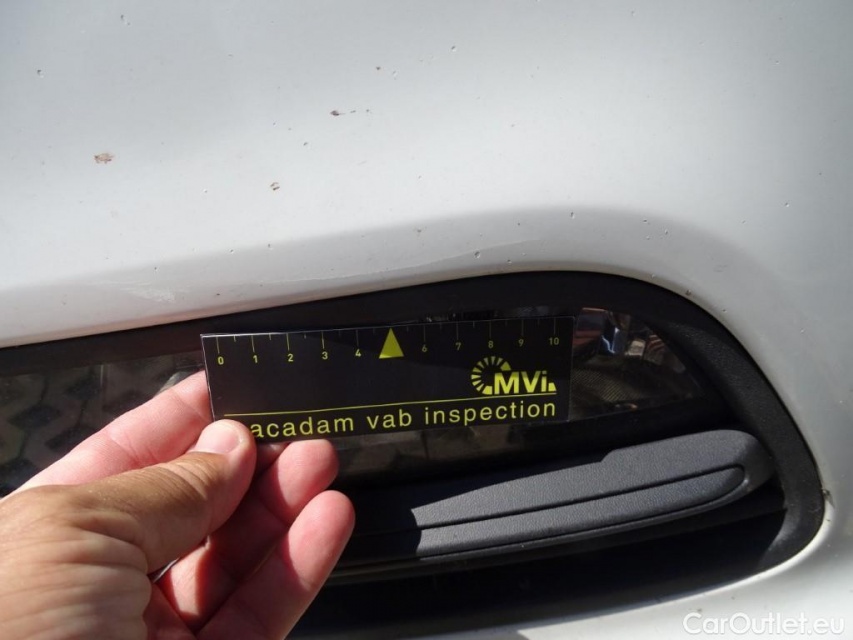 0 1 2 3 4 6 7 8 9 10
MVi
acadam vab inspection
CarOutlet.eu